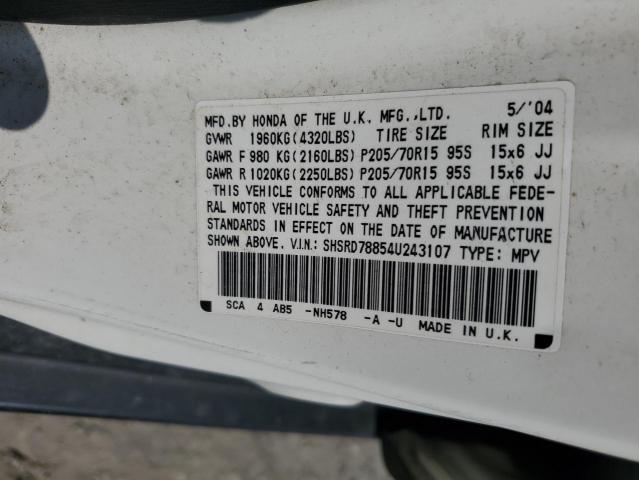 MFD.BY HONDA OF THE U.K. MFG.,LTD. 5/'04
GVWR 1960KG(4320LBS) TIRE SIZE RIM SIZE
GAWR F 980 KG(2160LBS) P205/70R15 95S 15x6 JJ
GAWR R 1020KG(2250LBS) P205/70R15 95S 15x6 JJ
THIS VEHICLE CONFORMS TO ALL APPLICABLE FEDE-
RAL MOTOR VEHICLE SAFETY AND THEFT PREVENTION
STANDARDS IN EFFECT ON THE DATE OF MANUFACTURE
SHOWN ABOVE. V.I.N.: SHSRD78854U243107 TYPE: MPV
SCA 4 AB5 -NH578 -A -U MADE IN U.K.